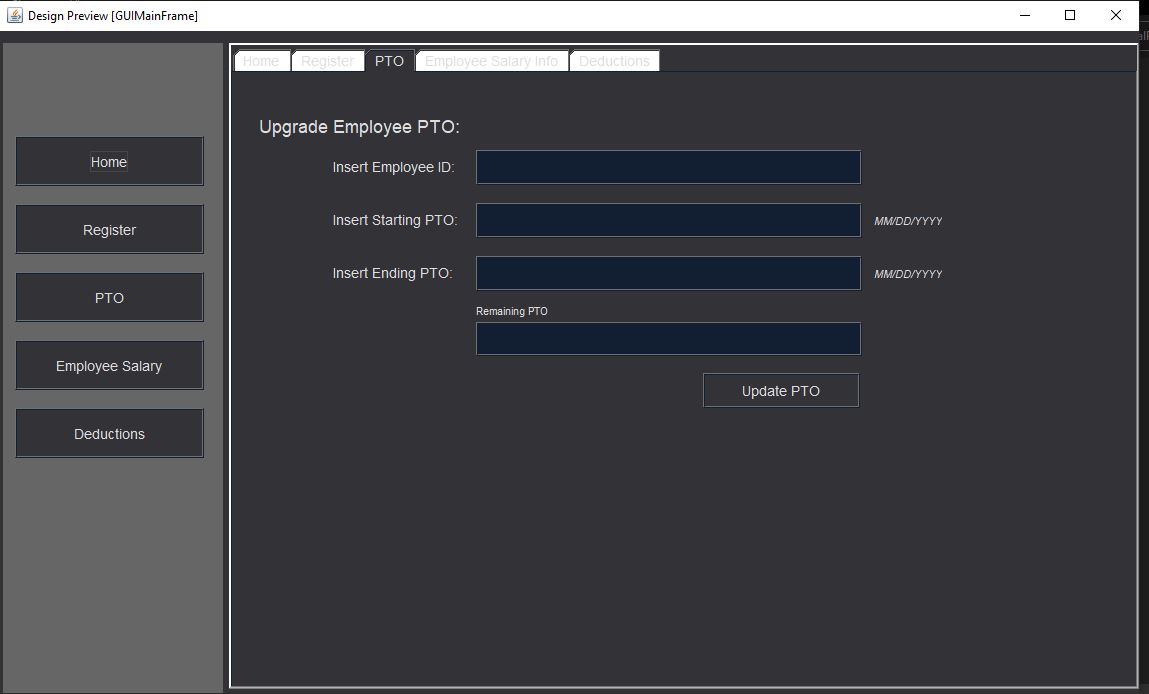 Design Preview [GUIMainFrame]
Home Register PTO Employee Salary Info Deductions
Home
Register
PTO
Employee Salary
Deductions
Upgrade Employee PTO:
Insert Employee ID:
Insert Starting PTO: MM/DD/YYYY
Insert Ending PTO: MM/DD/YYYY
Remaining PTO
Update PTO